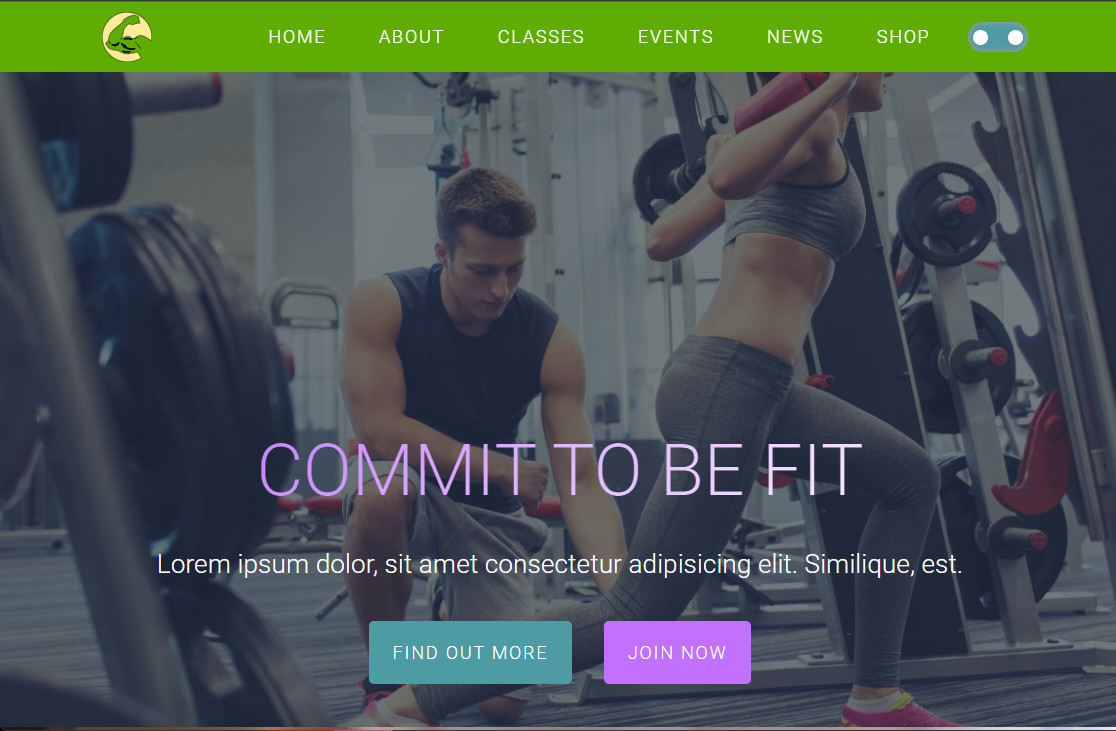 HOME
ABOUT
CLASSES
EVENTS
NEWS
SHOP
COMMIT TO BE FIT
Lorem ipsum dolor, sit amet consectetur adipisicing elit. Similique, est.
FIND OUT MORE
JOIN NOW